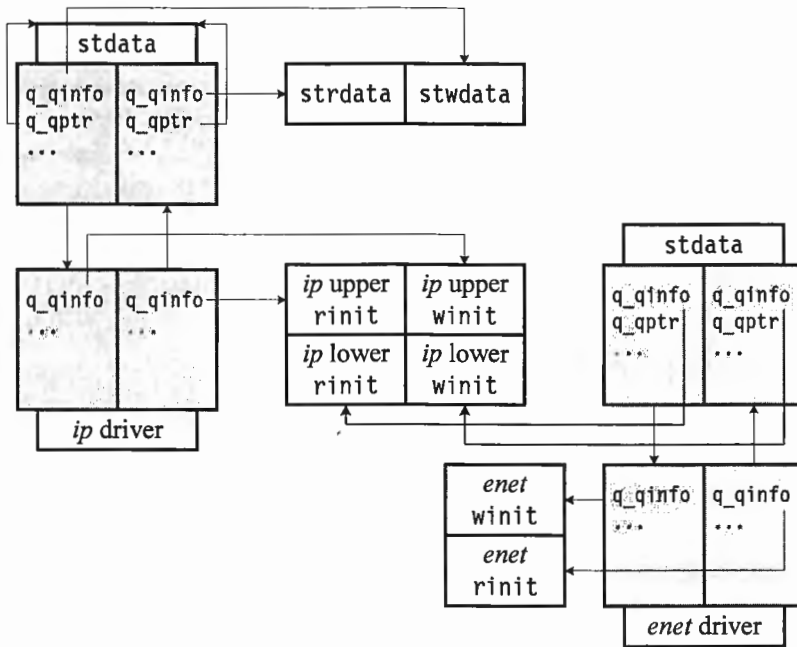 stdata
q_qinfo q_qinfo
q_qptr q_qptr
... ...
strdata stwdata
q_qinfo q_qinfo
... ...
ip driver
ip upper ip upper
rinit winit
ip lower ip lower
rinit winit
stdata
q_qinfo q_qinfo
q_qptr q_qptr
... ...
enet
winit
enet
rinit
q_qinfo q_qinfo
... ...
enet driver